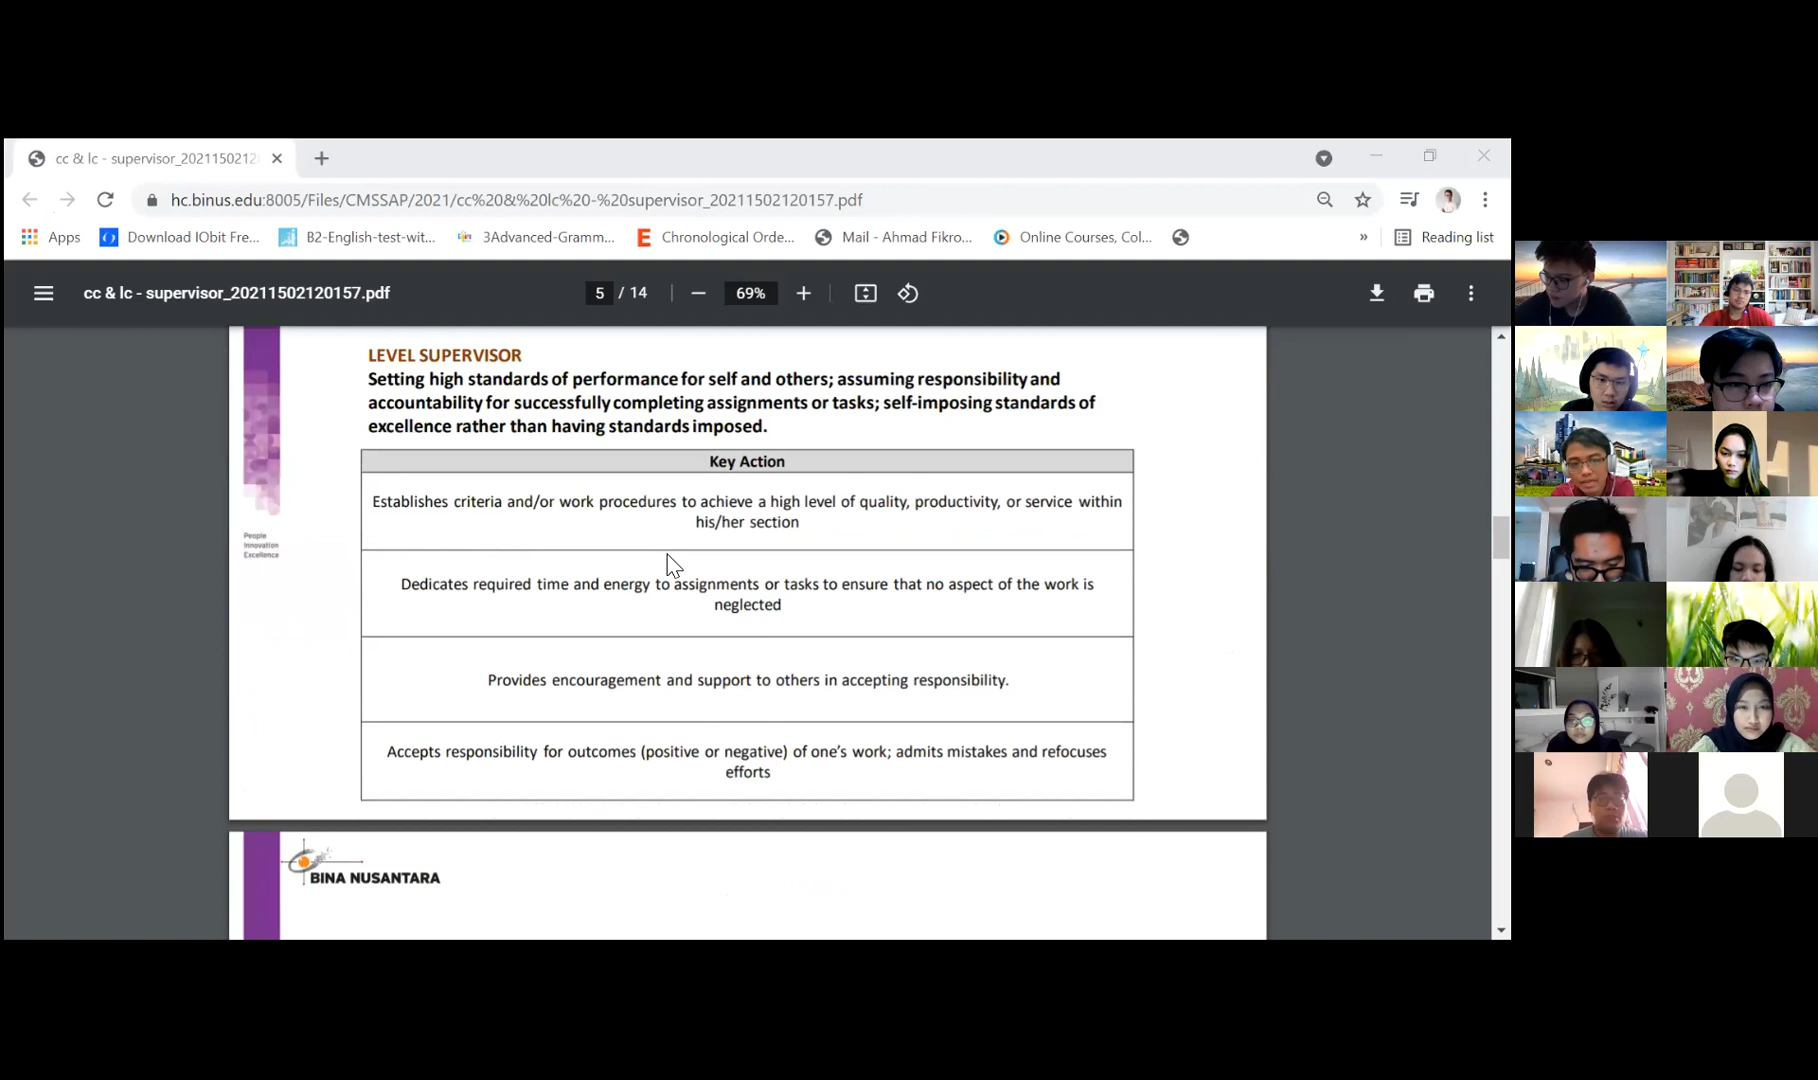 cc & lc - supervisor_202115021201
hc.binus.edu:8005/Files/CMSSAP/2021/cc%20&%20lc%20-%20supervisor_20211502120157.pdf
Apps
Download IObit Fre...
B2-English-test-wit...
3Advanced-Gramm...
Chronological Orde...
Mail - Ahmad Fikro...
Online Courses, Col...
»
Reading list
cc & lc - supervisor_20211502120157.pdf
5 / 14
69%
LEVEL SUPERVISOR
Setting high standards of performance for self and others; assuming responsibility and
accountability for successfully completing assignments or tasks; self-imposing standards of
excellence rather than having standards imposed.
Key Action
Establishes criteria and/or work procedures to achieve a high level of quality, productivity, or service within
his/her section
Dedicates required time and energy to assignments or tasks to ensure that no aspect of the work is
neglected
Provides encouragement and support to others in accepting responsibility.
Accepts responsibility for outcomes (positive or negative) of one's work; admits mistakes and refocuses
efforts
People
Innovation
Excellence
BINA NUSANTARA